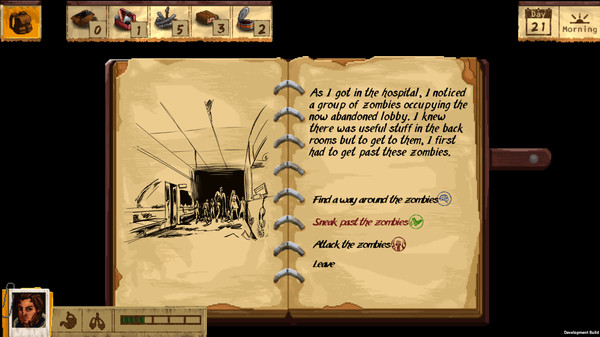 0
1
5
3
2
Day
21
Morning
As I got in the hospital, I noticed
a group of zombies occupying the
now abandoned lobby. I knew
there was useful stuff in the back
rooms but to get to them, I first
had to get past these zombies.
Find a way around the zombies
Sneak past the zombies
Attack the zombies
Leave
Development Build